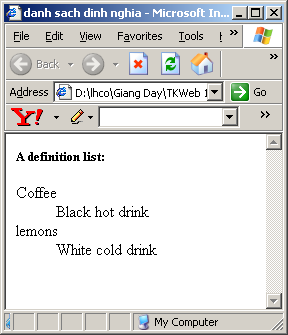 danh sach dinh nghia - Microsoft In...
File Edit View Favorites Tools »
Back »
Address D:\lhco\Giang Day\TKWeb 1 Go
Y! »
A definition list:
Coffee
Black hot drink
lemons
White cold drink
My Computer